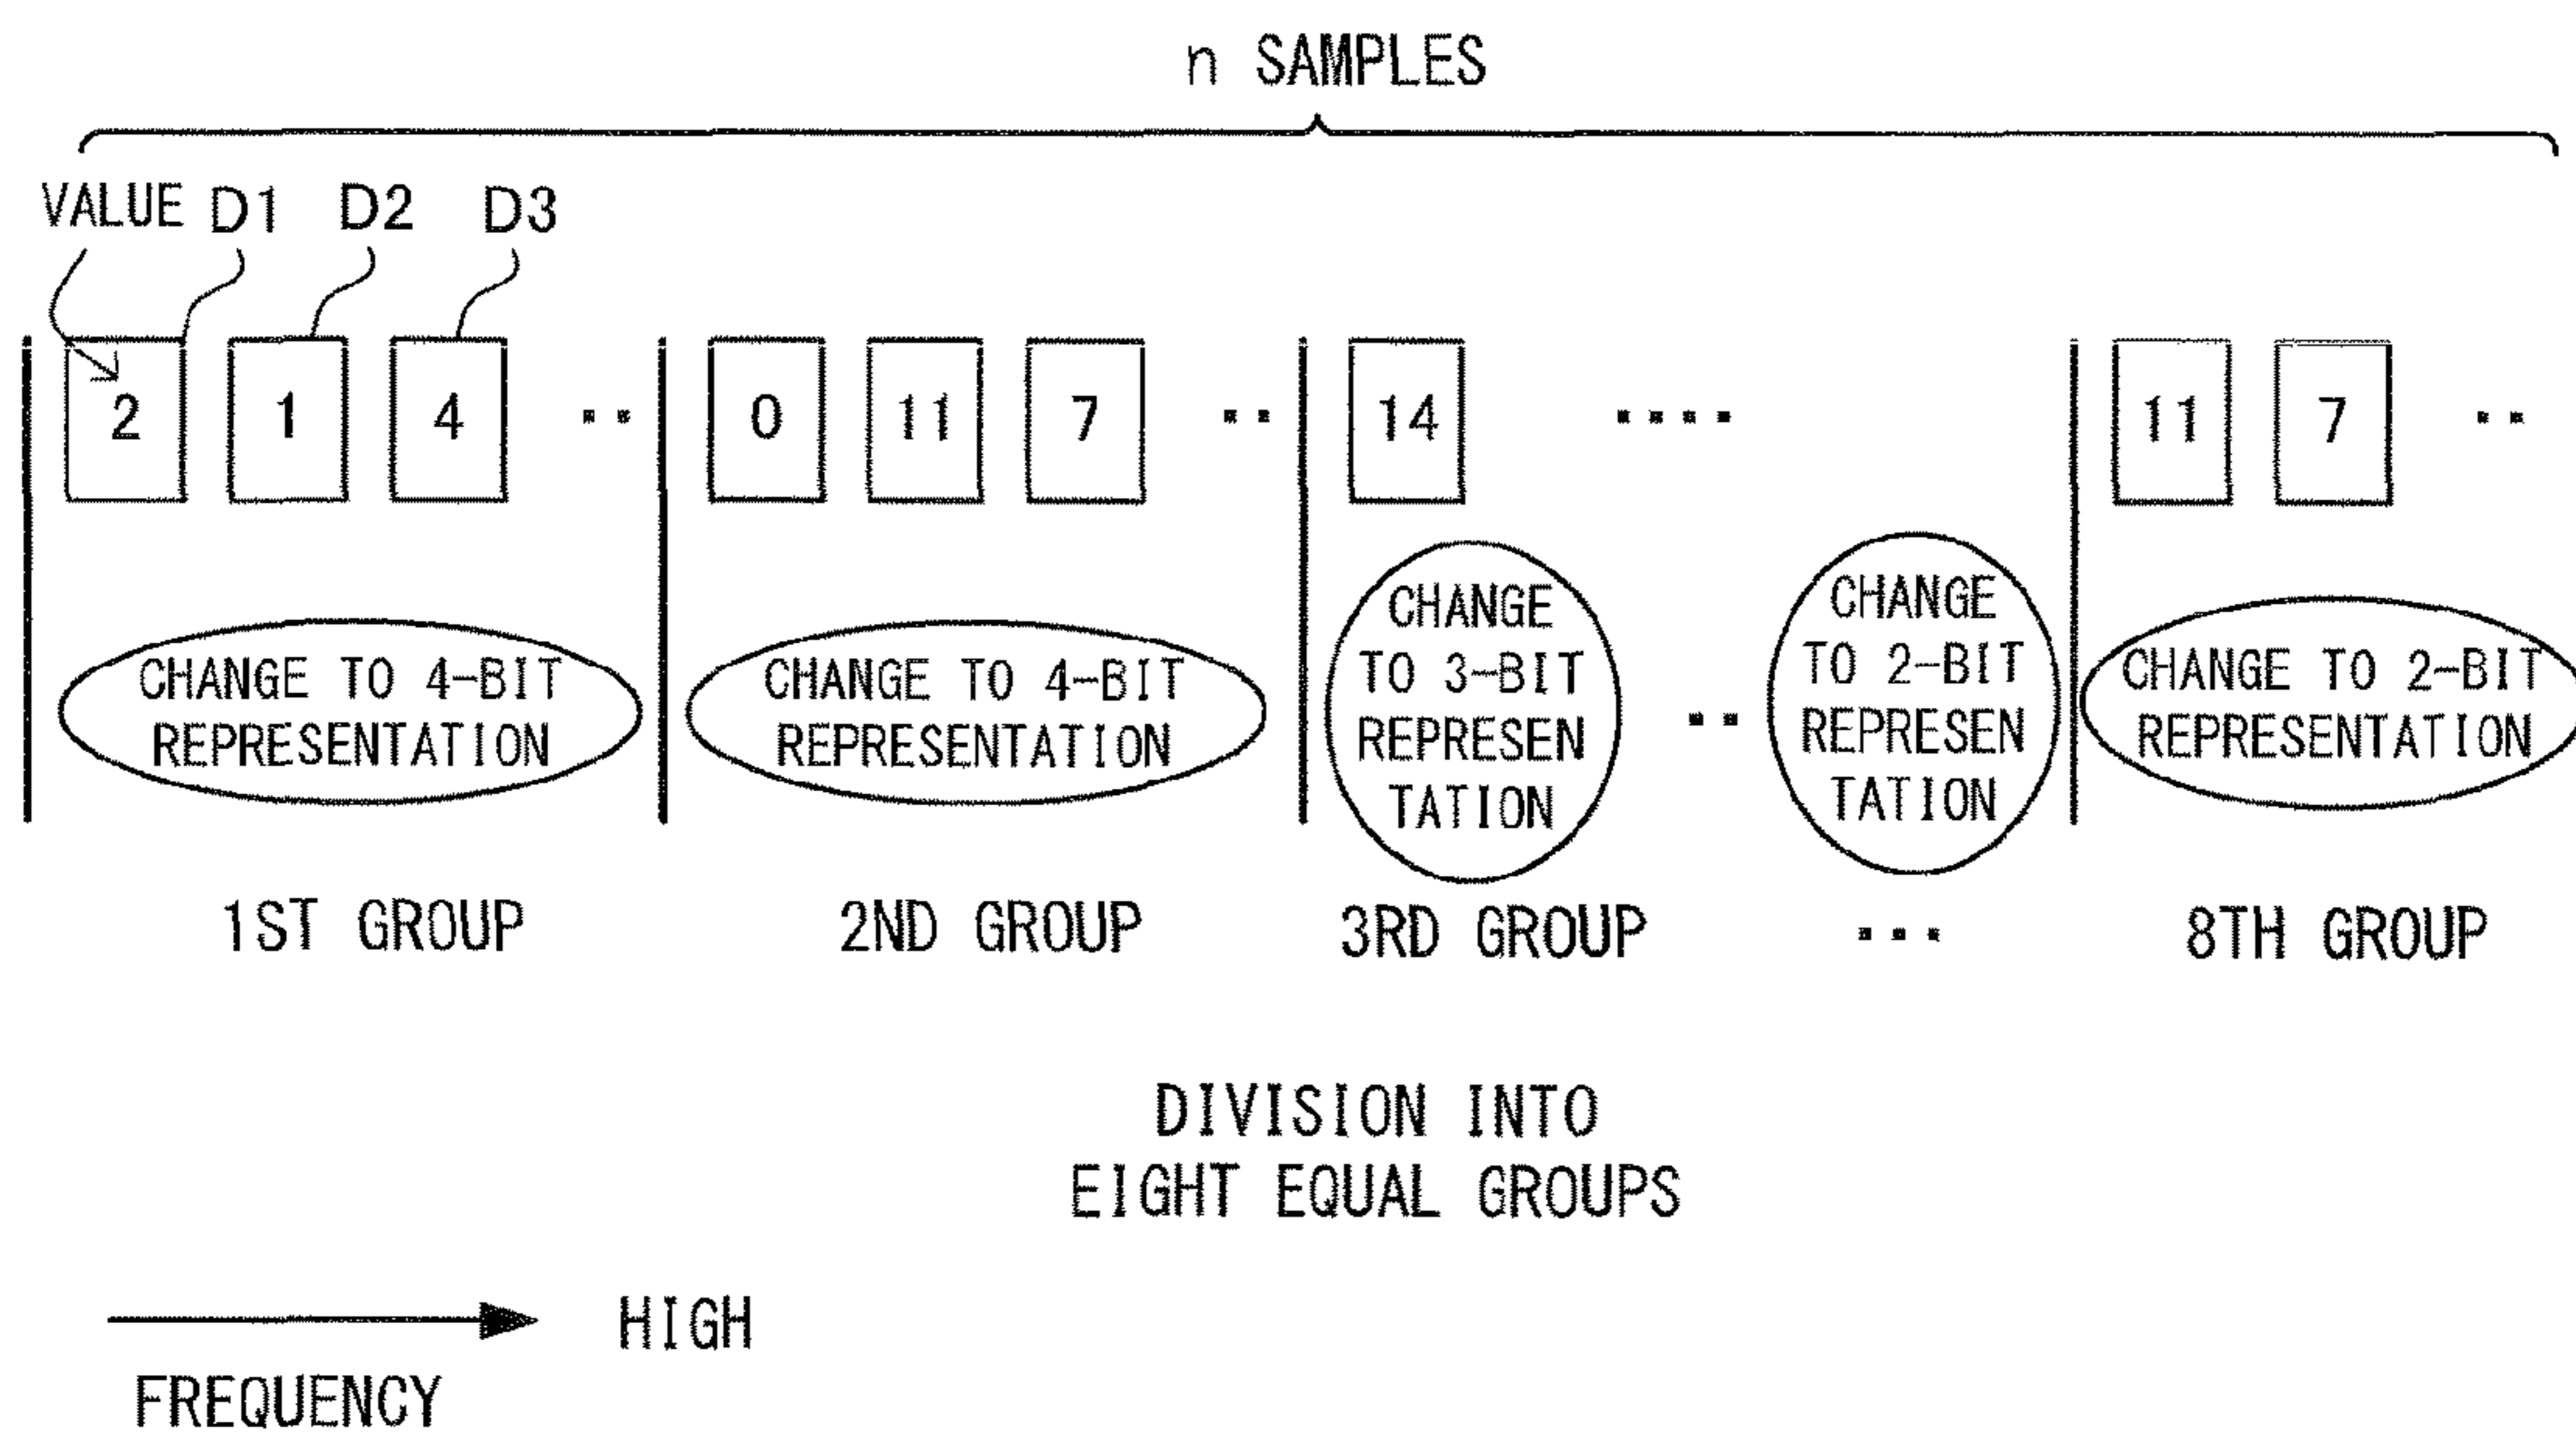 n SAMPLES
VALUE D1 D2 D3
2 1 4 ‥ 0 11 7 ‥ 14 ‥‥ 11 7 ‥
CHANGE TO 4-BIT
REPRESENTATION
CHANGE TO 4-BIT
REPRESENTATION
CHANGE
TO 3-BIT
REPRESEN
TATION
‥
CHANGE
TO 2-BIT
REPRESEN
TATION
CHANGE TO 2-BIT
REPRESENTATION
1ST GROUP 2ND GROUP 3RD GROUP ... 8TH GROUP
DIVISION INTO
EIGHT EQUAL GROUPS
HIGH
FREQUENCY